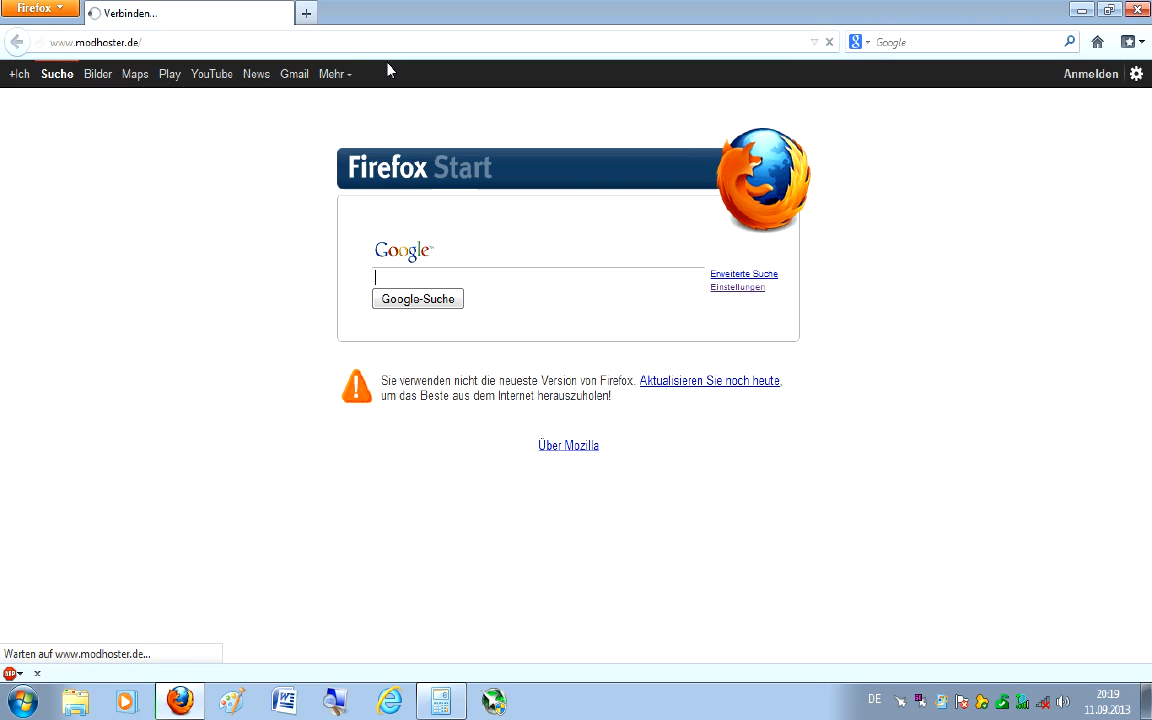 Firefox
Verbinden...
www.modhoster.de/
Google
+Ich Suche Bilder Maps Play YouTube News Gmail Mehr
Anmelden
Firefox Start
Google™
Erweiterte Suche
Einstellungen
Google-Suche
Sie verwenden nicht die neueste Version von Firefox. Aktualisieren Sie noch heute,
um das Beste aus dem Internet herauszuholen!
Über Mozilla
Warten auf www.modhoster.de...
ABP
DE
20:19
11.09.2013